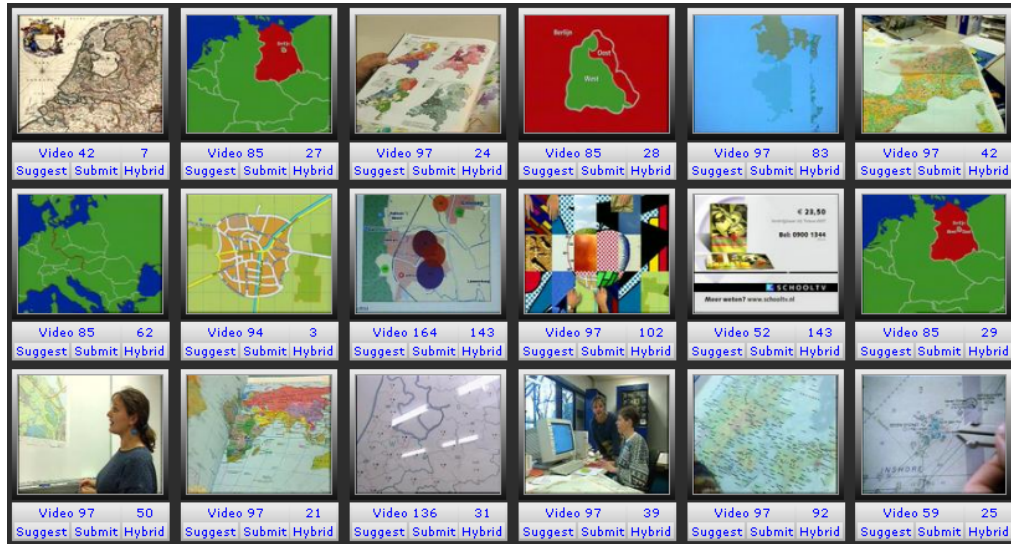 Berlijn
Oost
West
Video 42 7
Video 85 27
Video 97 24
Video 85 28
Video 97 83
Video 97 42
Suggest Submit Hybrid
Suggest Submit Hybrid
Suggest Submit Hybrid
Suggest Submit Hybrid
Suggest Submit Hybrid
Suggest Submit Hybrid
€ 23,50
Bel: 0900 1344
SCHOOLTV
Meer weten? www.schooltv.nl
Video 85 62
Video 94 3
Video 164 143
Video 97 102
Video 52 143
Video 85 29
Suggest Submit Hybrid
Suggest Submit Hybrid
Suggest Submit Hybrid
Suggest Submit Hybrid
Suggest Submit Hybrid
Suggest Submit Hybrid
INSHORE
Video 97 50
Video 97 21
Video 136 31
Video 97 39
Video 97 92
Video 59 25
Suggest Submit Hybrid
Suggest Submit Hybrid
Suggest Submit Hybrid
Suggest Submit Hybrid
Suggest Submit Hybrid
Suggest Submit Hybrid